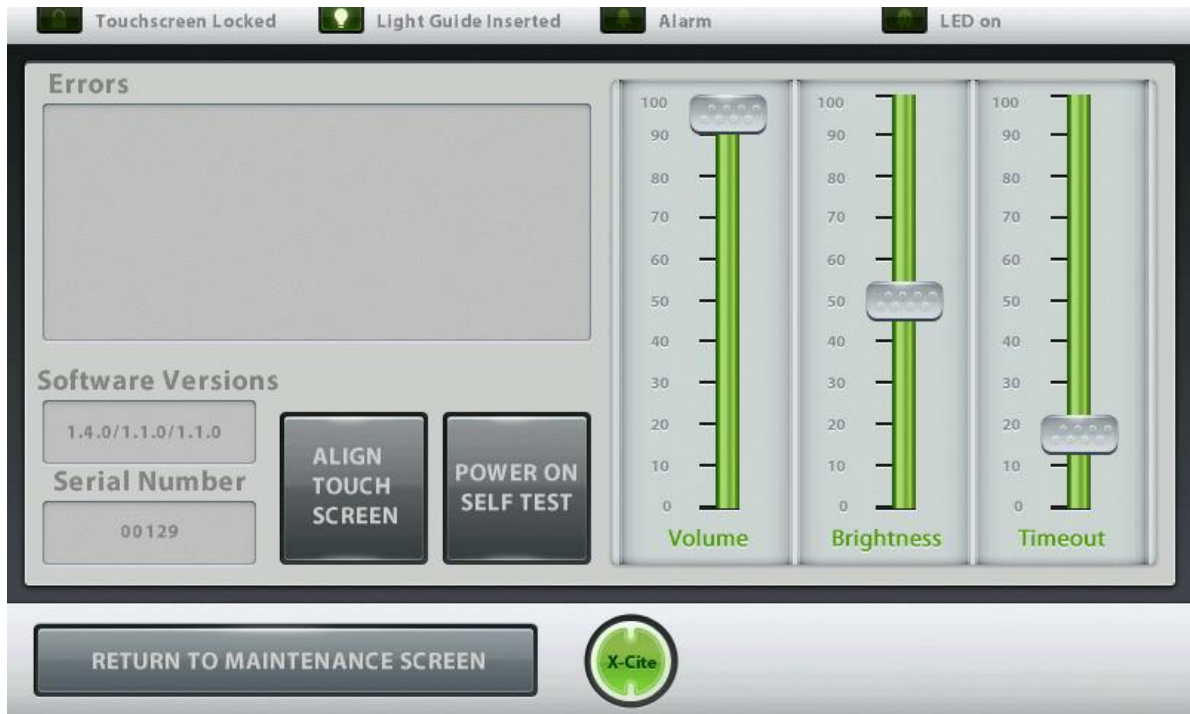 Touchscreen Locked
Light Guide Inserted
Alarm
LED on
Errors
Software Versions
1.4.0/1.1.0/1.1.0
Serial Number
00129
ALIGN
TOUCH
SCREEN
POWER ON
SELF TEST
100
90
80
70
60
50
40
30
20
10
0
Volume
100
90
80
70
60
50
40
30
20
10
0
Brightness
100
90
80
70
60
50
40
30
20
10
0
Timeout
RETURN TO MAINTENANCE SCREEN
X-Cite